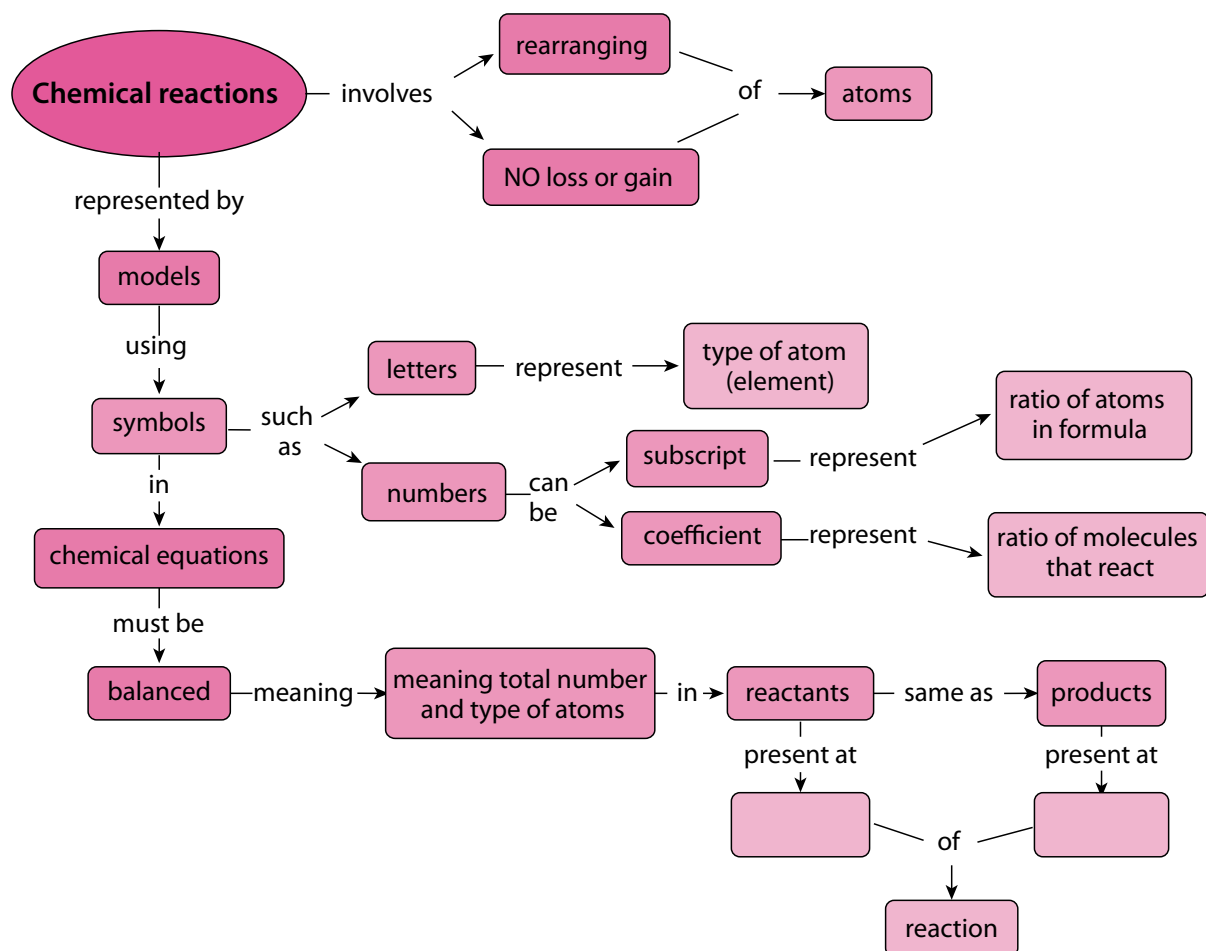 rearranging
Chemical reactions
involves
of
atoms
NO loss or gain
represented by
models
using
letters
represent
type of atom
(element)
symbols
such
as
ratio of atoms
in formula
subscript
represent
in
numbers
can
be
coefficient
represent
ratio of molecules
that react
chemical equations
must be
balanced
meaning
meaning total number
and type of atoms
in
reactants
same as
products
present at
present at
of
reaction